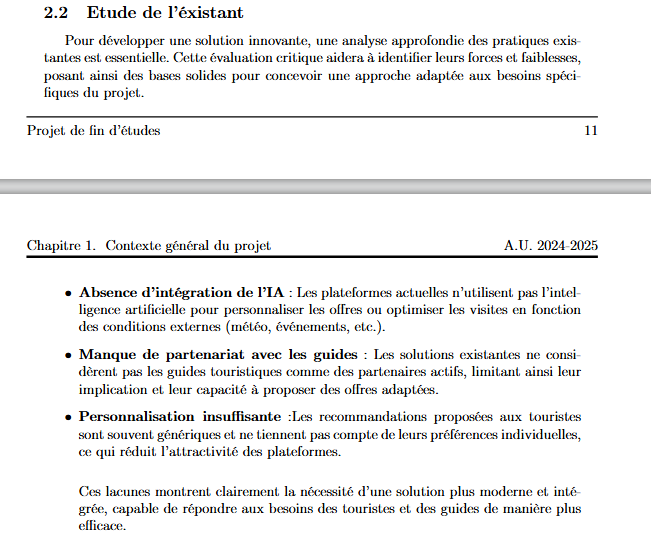 2.2 Etude de l'éxistant
Pour développer une solution innovante, une analyse approfondie des pratiques exis-
tantes est essentielle. Cette évaluation critique aidera à identifier leurs forces et faiblesses,
posant ainsi des bases solides pour concevoir une approche adaptée aux besoins spéci-
fiques du projet.
Projet de fin d'études 11
Chapitre 1. Contexte général du projet A.U. 2024-2025
• Absence d'intégration de l'IA : Les plateformes actuelles n'utilisent pas l'intel-
ligence artificielle pour personnaliser les offres ou optimiser les visites en fonction
des conditions externes (météo, événements, etc.).
• Manque de partenariat avec les guides : Les solutions existantes ne consi-
dèrent pas les guides touristiques comme des partenaires actifs, limitant ainsi leur
implication et leur capacité à proposer des offres adaptées.
• Personnalisation insuffisante :Les recommandations proposées aux touristes
sont souvent génériques et ne tiennent pas compte de leurs préférences individuelles,
ce qui réduit l'attractivité des plateformes.
Ces lacunes montrent clairement la nécessité d'une solution plus moderne et inté-
grée, capable de répondre aux besoins des touristes et des guides de manière plus
efficace.